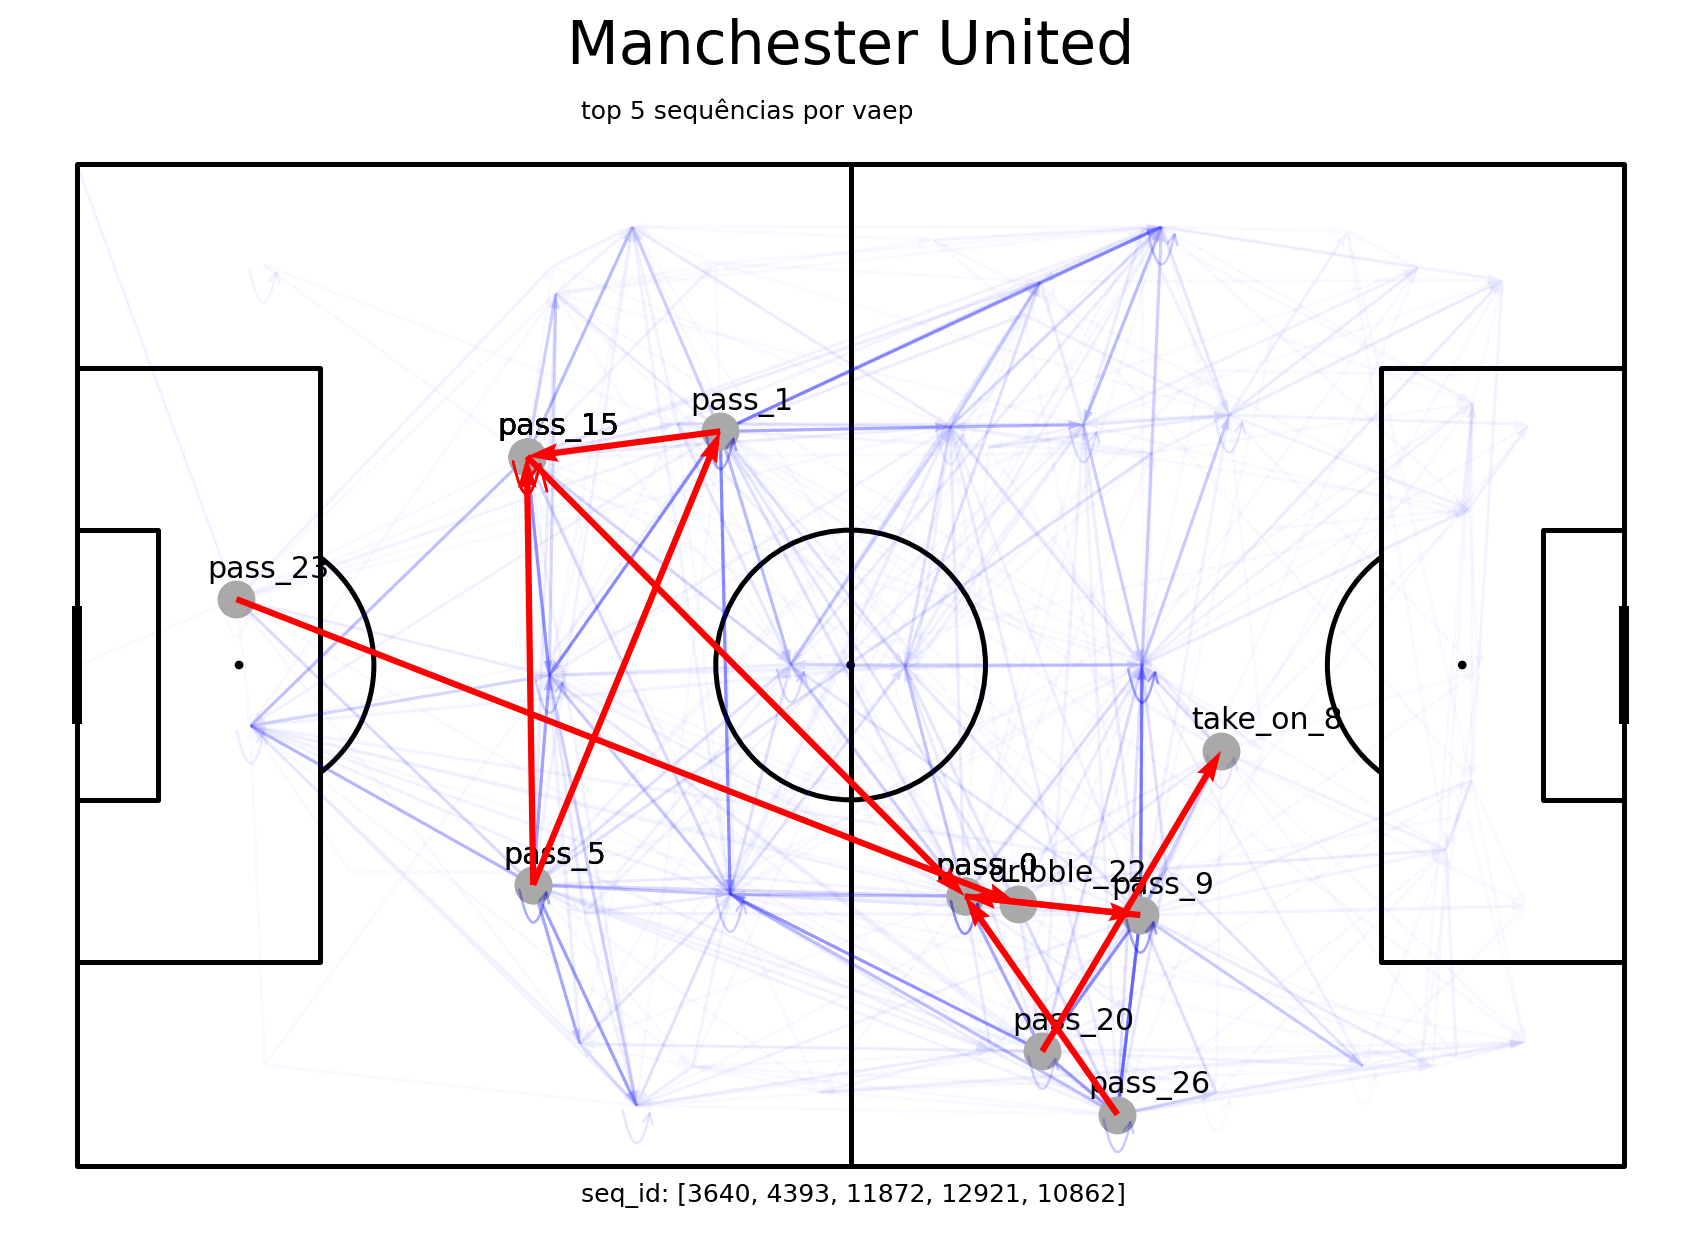 Manchester United
top 5 sequências por vaep
pass_1
pass_15
pass_23
take_on_8
pass_5
pass_0
dribble_22
pass_9
pass_20
pass_26
seq_id: [3640, 4393, 11872, 12921, 10862]